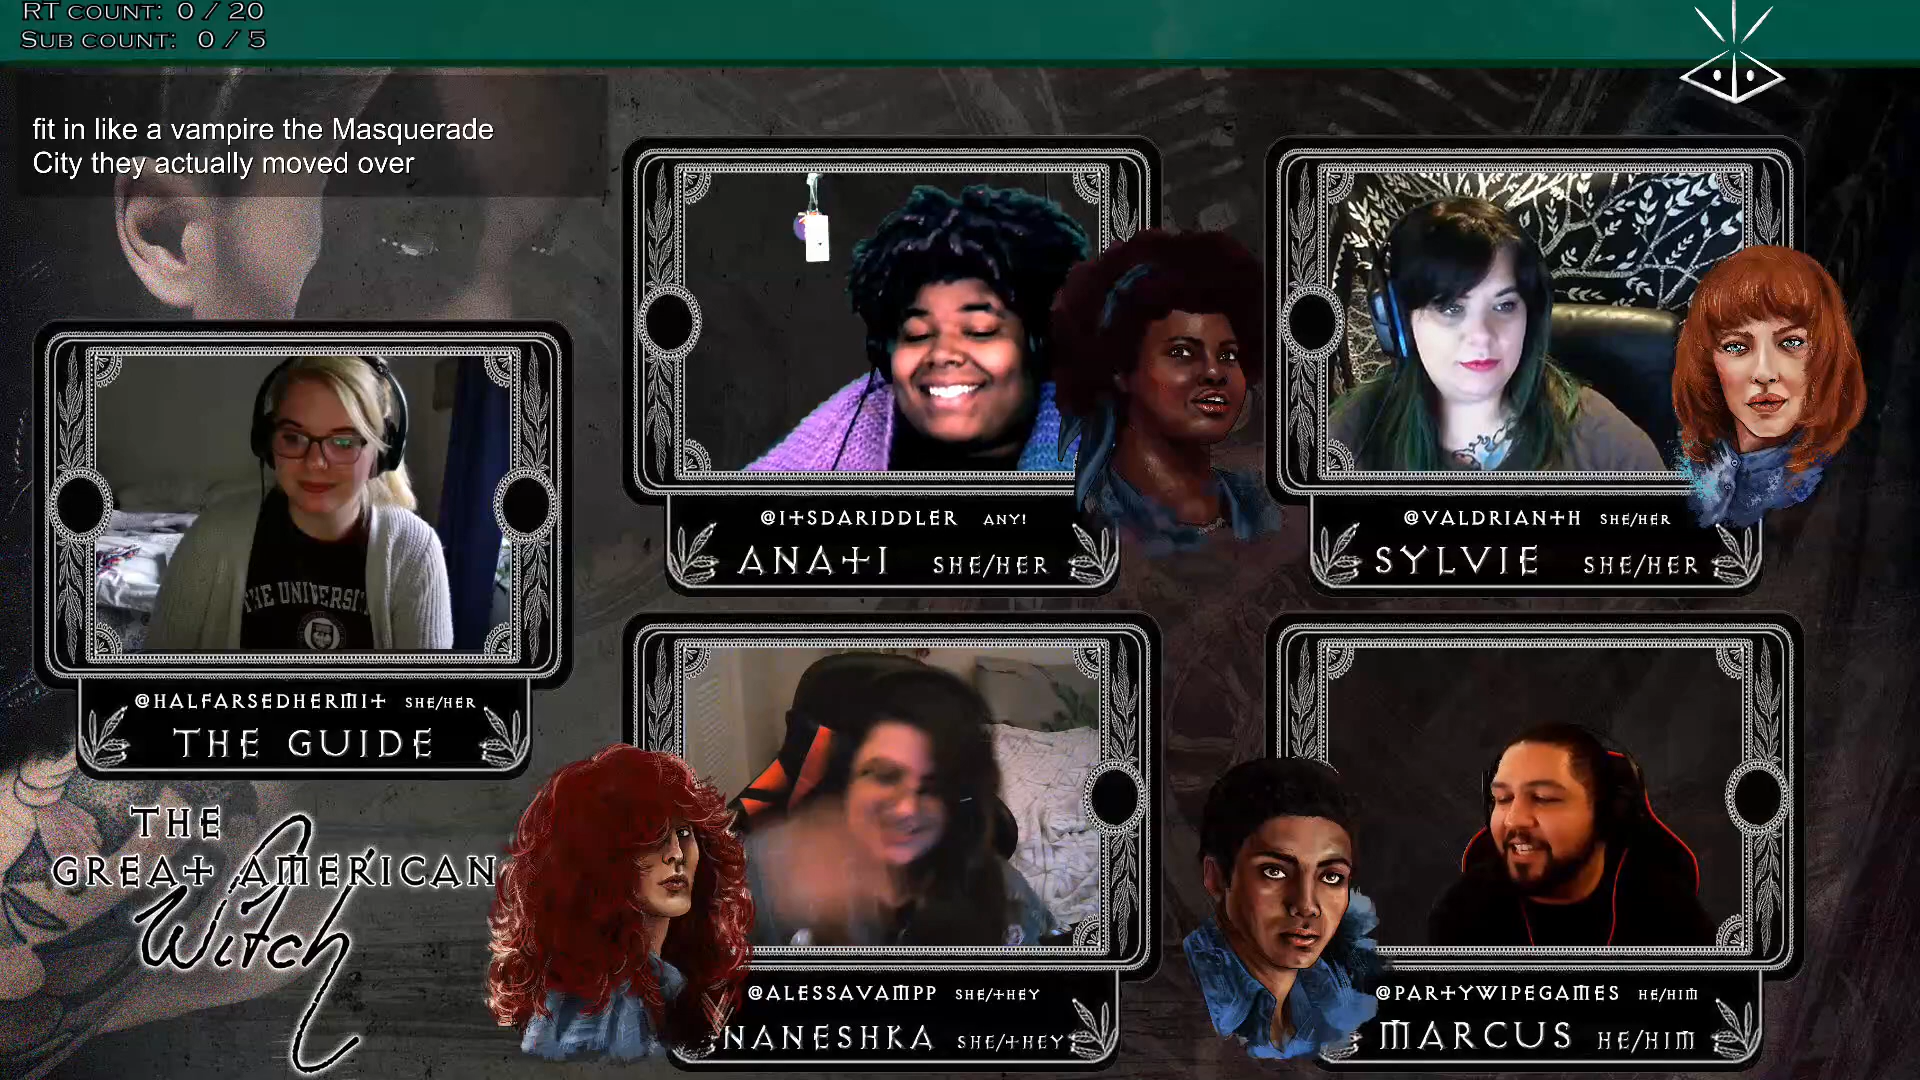 RT COUNT: 0 / 20
SUB COUNT: 0 / 5
fit in like a vampire the Masquerade
City they actually moved over
@ITSDARIDDLER ANY!
ANATI SHE/HER
@VALDRIANTH SHE/HER
SYLVIE SHE/HER
THE UNIVERSI
@HALFARSEDHERMIT SHE/HER
THE GUIDE
THE
GREAT AMERICAN
Witch
@ALESSAVAMPP SHE/THEY
NANESHKA SHE/THEY
@PARTYWIPEGAMES HE/HIM
MARCUS HE/HIM